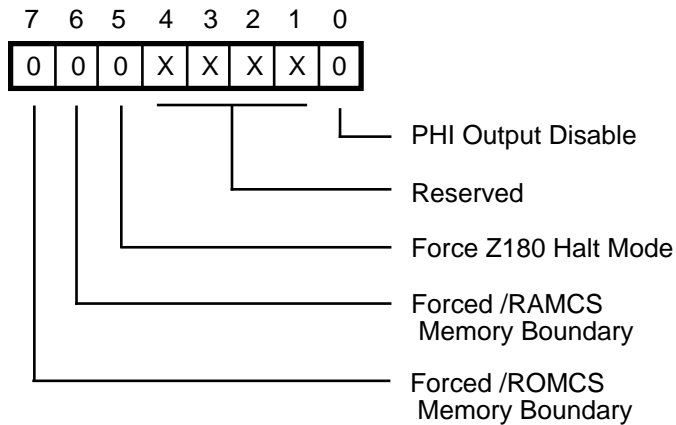 7 6 5 4 3 2 1 0
0 0 0 X X X X 0
PHI Output Disable
Reserved
Force Z180 Halt Mode
Forced /RAMCS
Memory Boundary
Forced /ROMCS
Memory Boundary